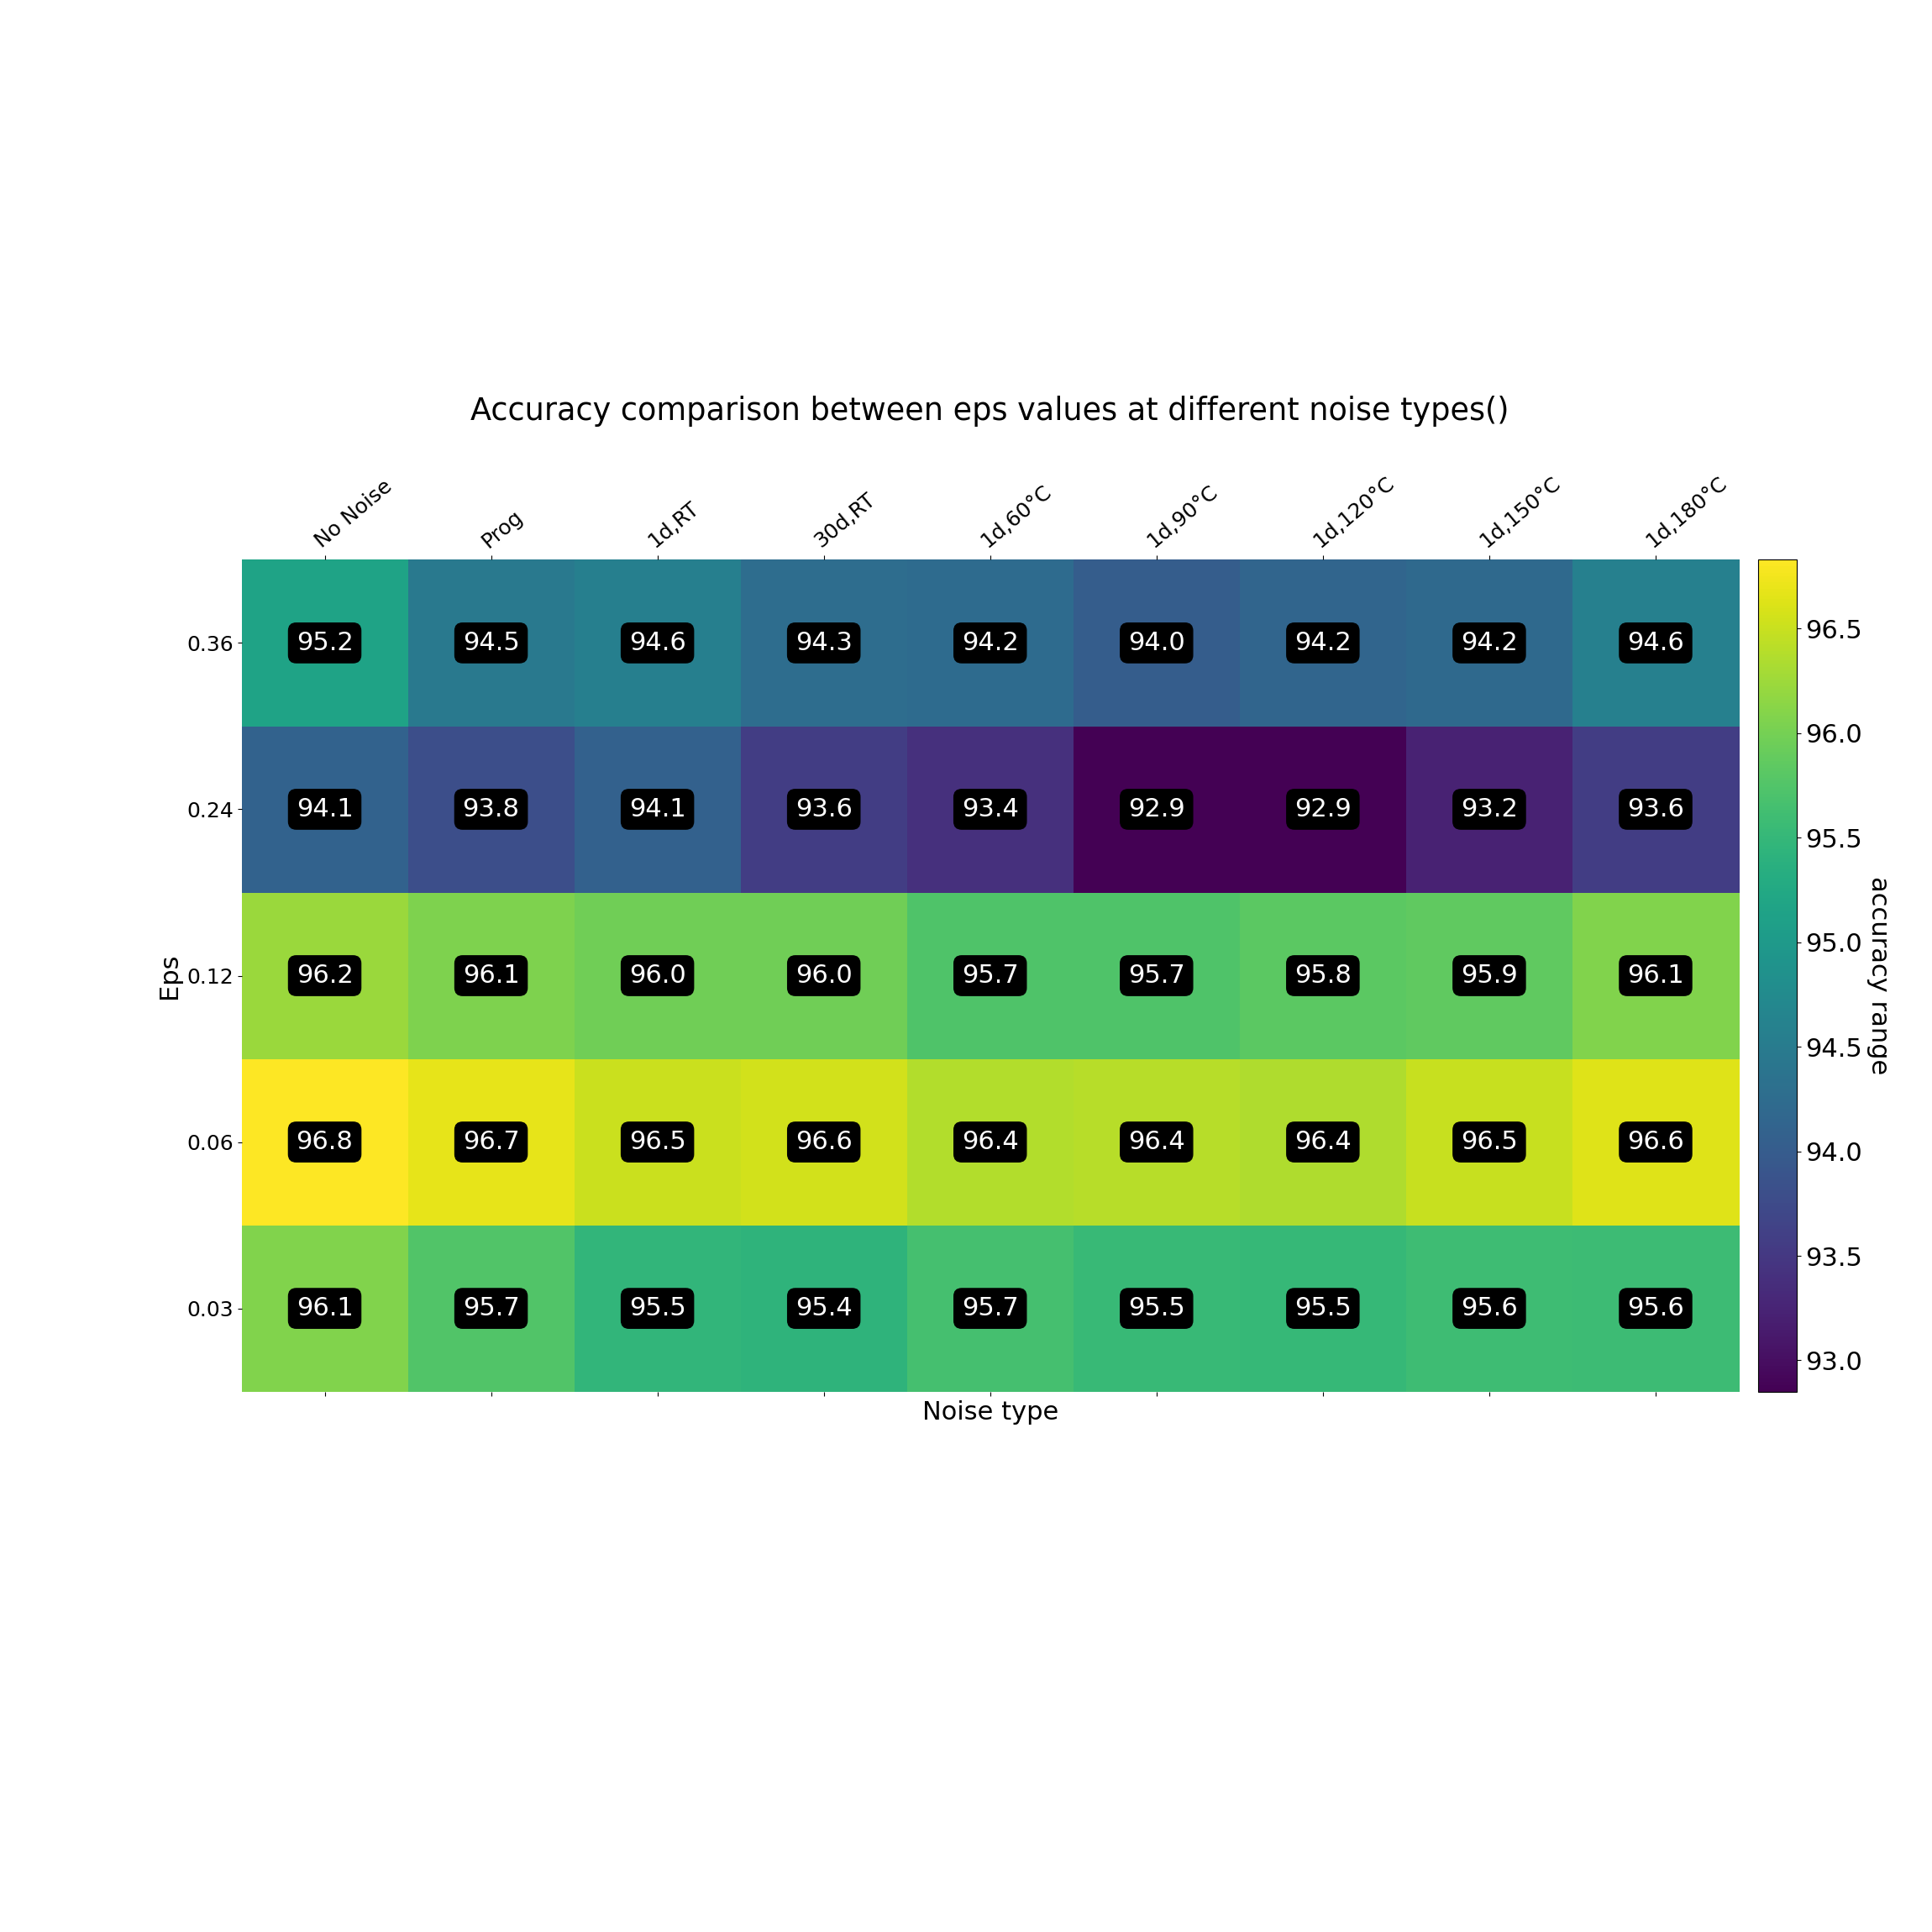 Accuracy comparison between eps values at different noise types()
No Noise Prog 1d,RT 30d,RT 1d,60°C 1d,90°C 1d,120°C 1d,150°C 1d,180°C
0.36 95.2 94.5 94.6 94.3 94.2 94.0 94.2 94.2 94.6
0.24 94.1 93.8 94.1 93.6 93.4 92.9 92.9 93.2 93.6
0.12 96.2 96.1 96.0 96.0 95.7 95.7 95.8 95.9 96.1
0.06 96.8 96.7 96.5 96.6 96.4 96.4 96.4 96.5 96.6
0.03 96.1 95.7 95.5 95.4 95.7 95.5 95.5 95.6 95.6
Eps
Noise type
96.5
96.0
95.5
95.0
94.5
94.0
93.5
93.0
accuracy range